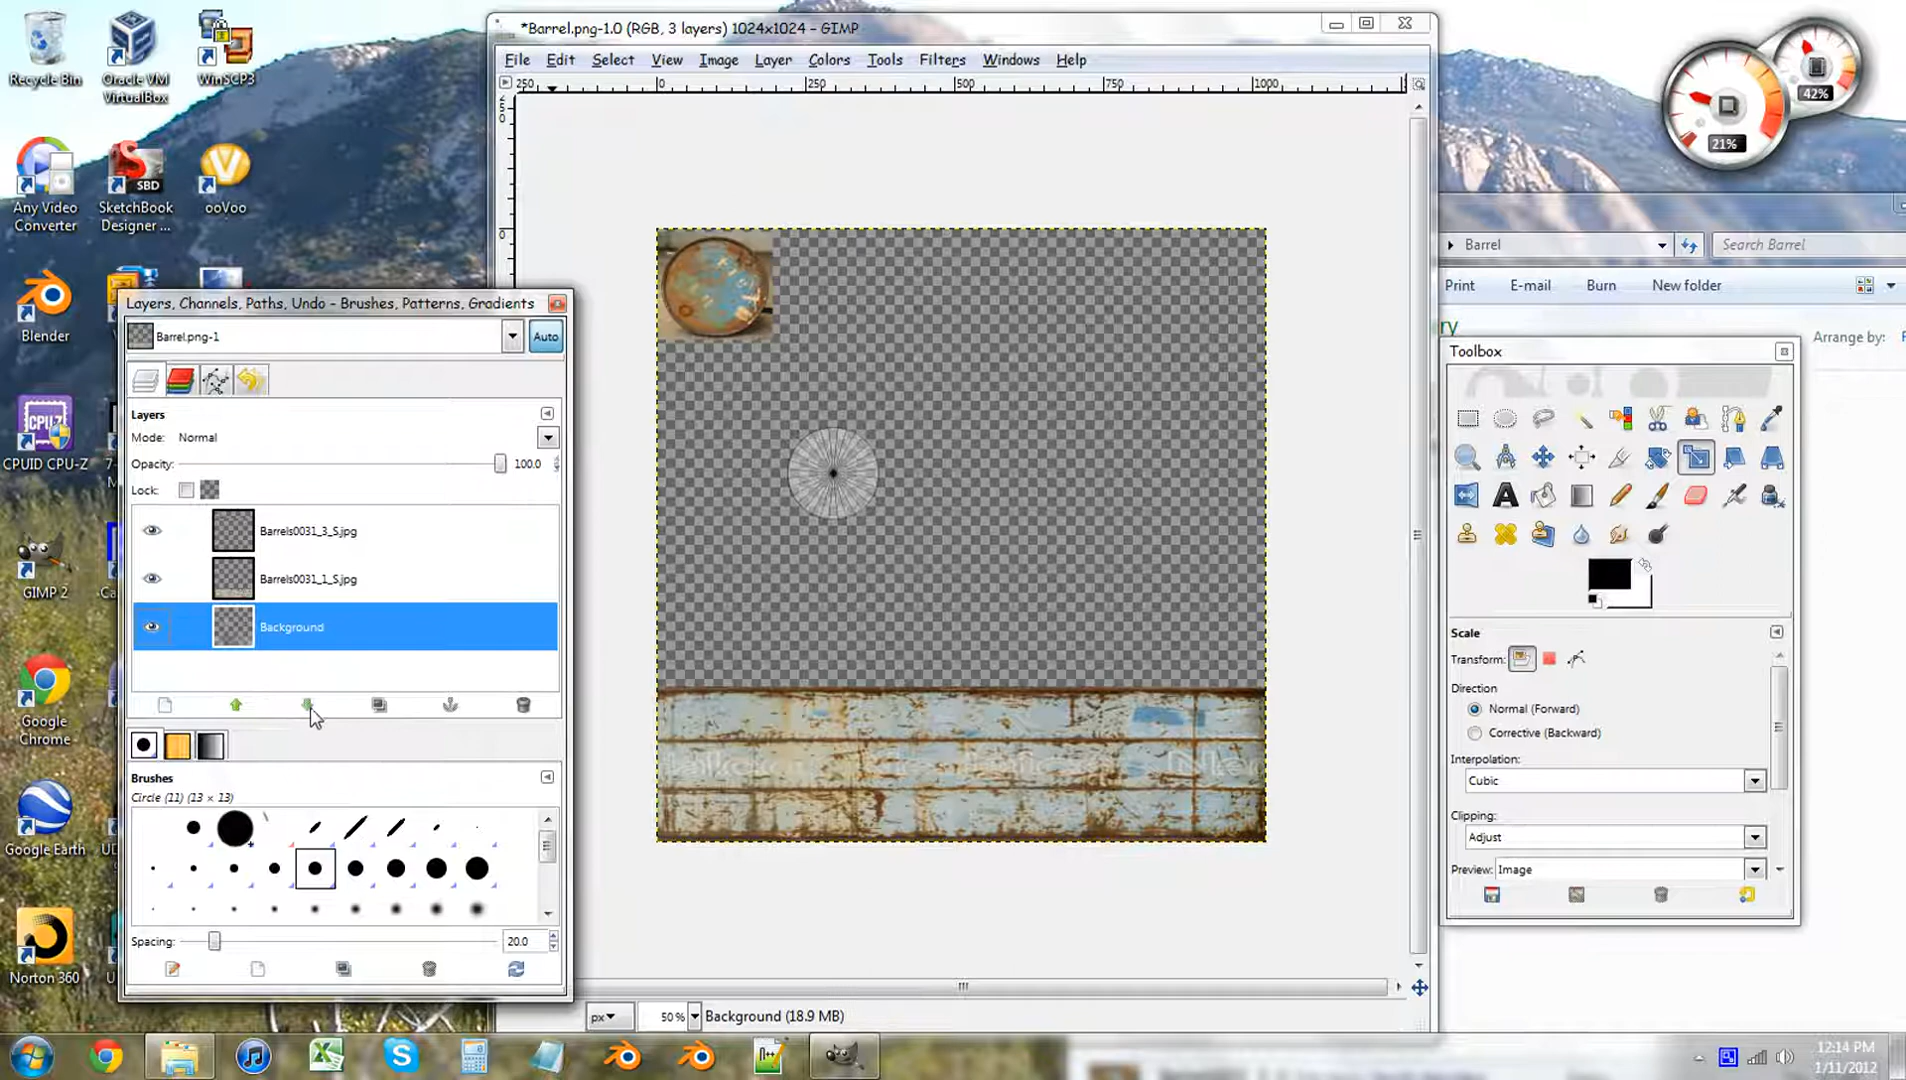 *Barrel.png-1.0 (RGB, 3 layers) 1024x1024 – GIMP
File Edit Select View Image Layer Colors Tools Filters Windows Help
250 0 250 500 750 1000
Recycle Bin
Oracle VM VirtualBox
WinSCP3
Any Video Converter
SBD
SketchBook Designer ...
ooVoo
Blender
CPU-Z
CPUID CPU-Z
GIMP 2
Google Chrome
Google Earth
Norton 360
42%
21%
Barrel
Search Barrel
Print E-mail Burn New folder
Arrange by:
Layers, Channels, Paths, Undo - Brushes, Patterns, Gradients
Barrel.png-1
Auto
Layers
Mode: Normal
Opacity: 100.0
Lock:
Barrels0031_3_S.jpg
Barrels0031_1_S.jpg
Background
Brushes
Circle (11) (13 × 13)
Spacing: 20.0
px 50% Background (18.9 MB)
Toolbox
Scale
Transform:
Direction
Normal (Forward)
Corrective (Backward)
Interpolation:
Cubic
Clipping:
Adjust
Preview: Image
12:14 PM
1/11/2012